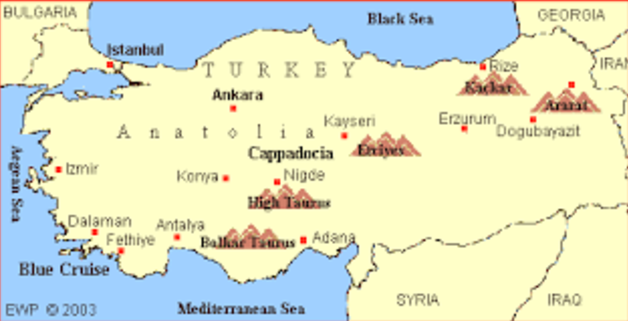 BULGARIA
Black Sea
GEORGIA
Istanbul
TURKEY
Rize
IRAN
Kackar
Ankara
Ararat
Anatolia
Kayseri
Erzurum
Dogubayazit
Cappadocia
Erciyes
Aegean Sea
Izmir
Konya
Nigde
High Taurus
Dalaman
Fethiye
Antalya
Bolkar Taurus
Adana
Blue Cruise
EWP © 2003
Mediterranean Sea
SYRIA
IRAQ